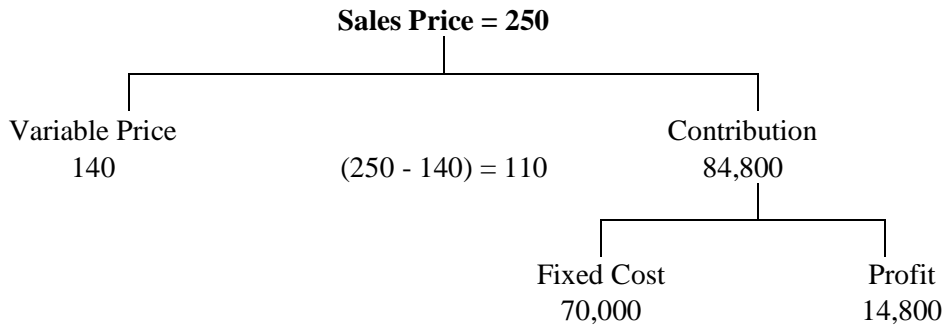 Sales Price = 250
Variable Price Contribution
140 (250 - 140) = 110 84,800
Fixed Cost Profit
70,000 14,800